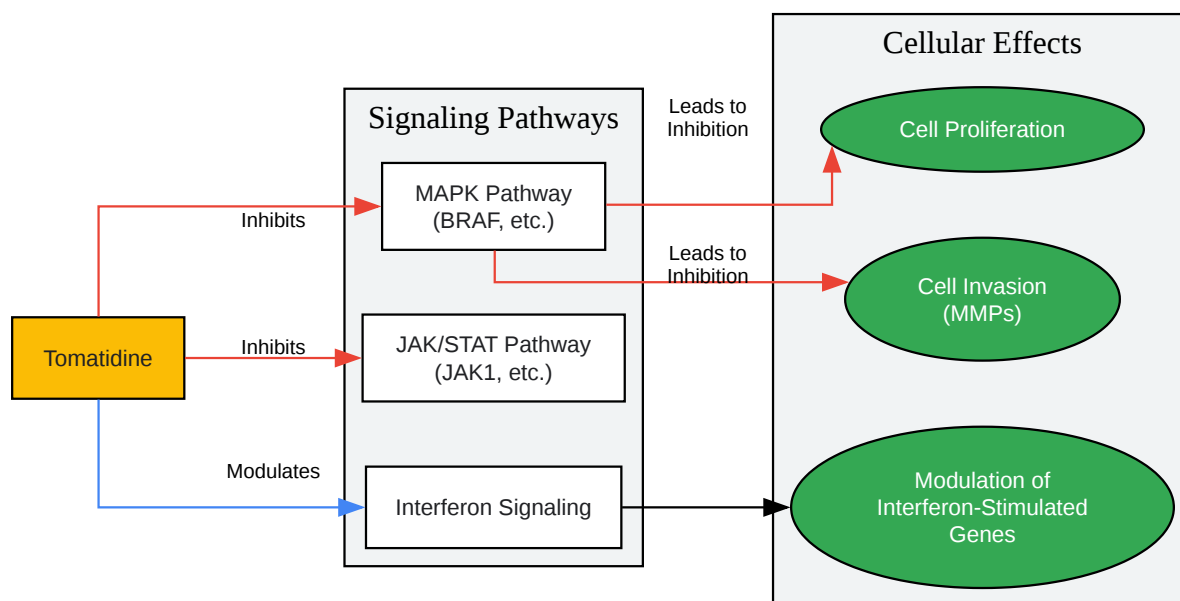 Cellular Effects
Signaling Pathways
Leads to
Inhibition
Cell Proliferation
MAPK Pathway
(BRAF, etc.)
Inhibits
Leads to
Inhibition
Cell Invasion
(MMPs)
Tomatidine
Inhibits
JAK/STAT Pathway
(JAK1, etc.)
Modulates
Interferon Signaling
Modulation of
Interferon-Stimulated
Genes